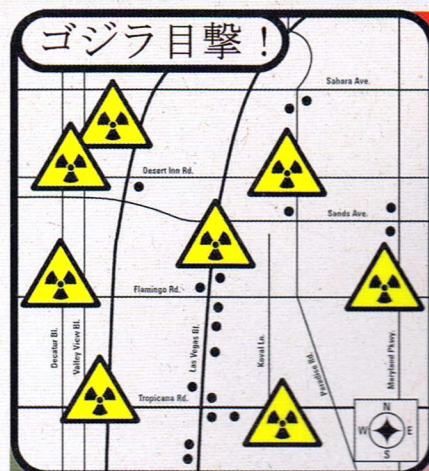 ゴジラ目撃!
Sahara Ave.
Desert Inn Rd.
Sands Ave.
Flamingo Rd.
Decatur Bl.
Valley View Bl.
Las Vegas Bl.
Koval Ln.
Paradise Rd.
Maryland Pkwy.
Tropicana Rd.
N
W E
S